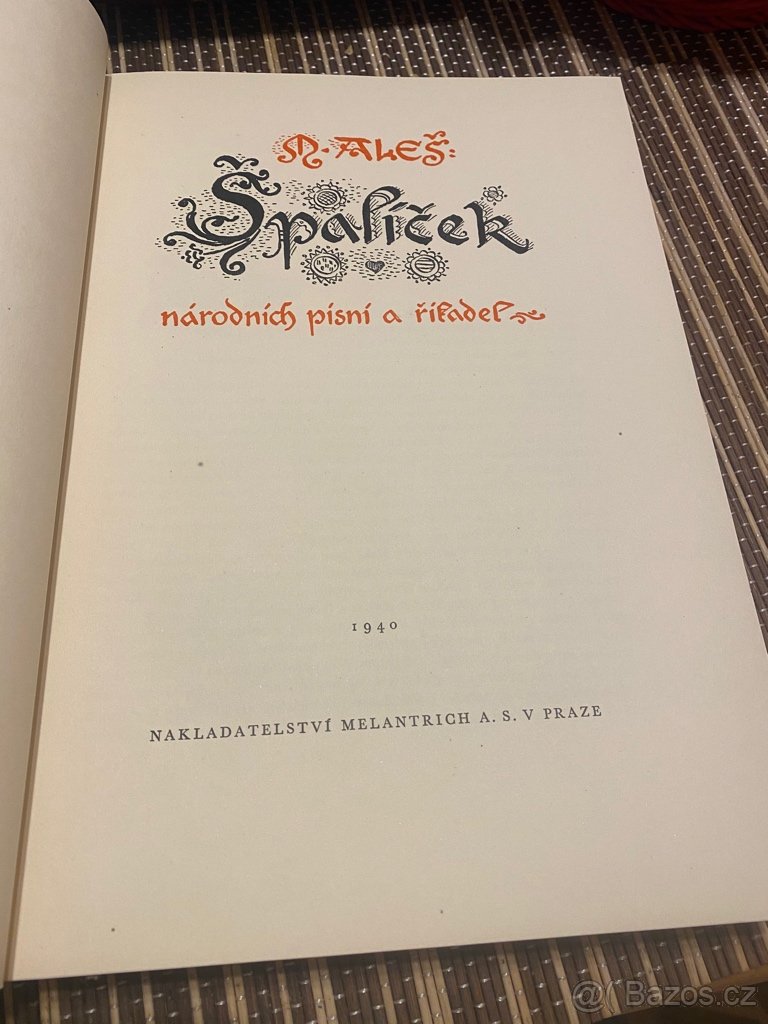 M. ALEŠ:
Špalíček
národních písní a říkadel
1940
NAKLADATELSTVÍ MELANTRICH A. S. V PRAZE
@( Bazos.cz